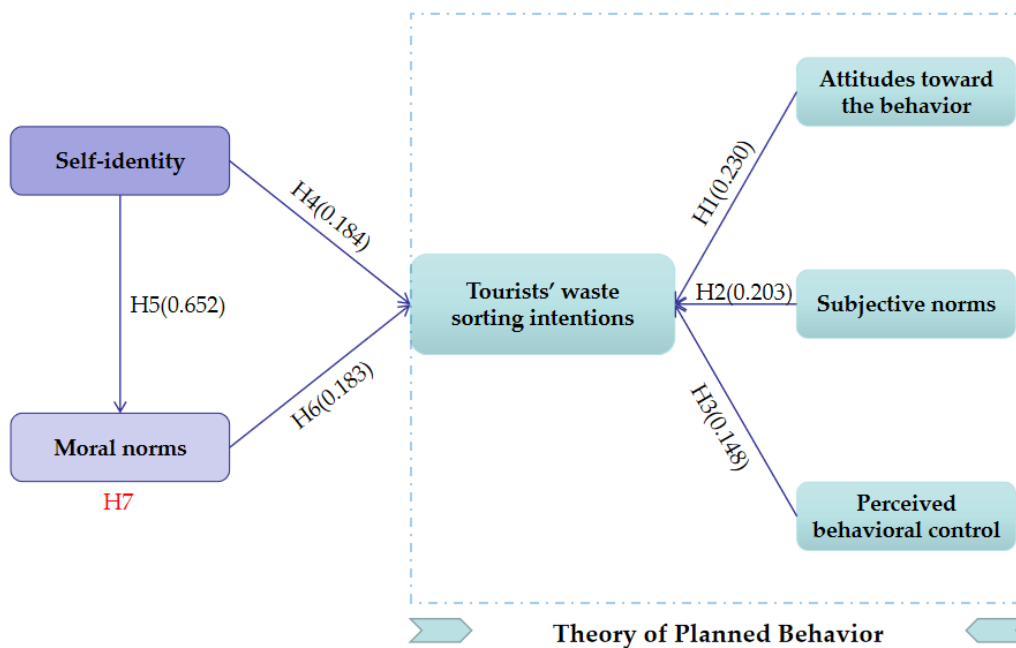 Attitudes toward
the behavior
Self-identity
H4(0.184)
H1(0.230)
H5(0.652)
Tourists’ waste
sorting intentions
H2(0.203)
Subjective norms
H6(0.183)
H3(0.148)
Moral norms
H7
Perceived
behavioral control
Theory of Planned Behavior